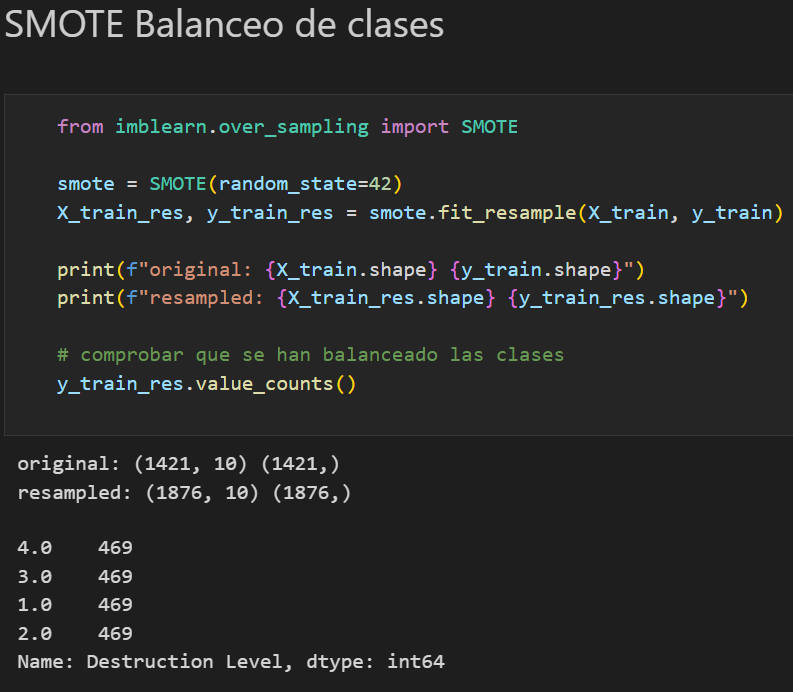 SMOTE Balanceo de clases
from imblearn.over_sampling import SMOTE
smote = SMOTE(random_state=42)
X_train_res, y_train_res = smote.fit_resample(X_train, y_train)
print(f"original: {X_train.shape} {y_train.shape}")
print(f"resampled: {X_train_res.shape} {y_train_res.shape}")
# comprobar que se han balanceado las clases
y_train_res.value_counts()
original: (1421, 10) (1421,)
resampled: (1876, 10) (1876,)
4.0    469
3.0    469
1.0    469
2.0    469
Name: Destruction Level, dtype: int64